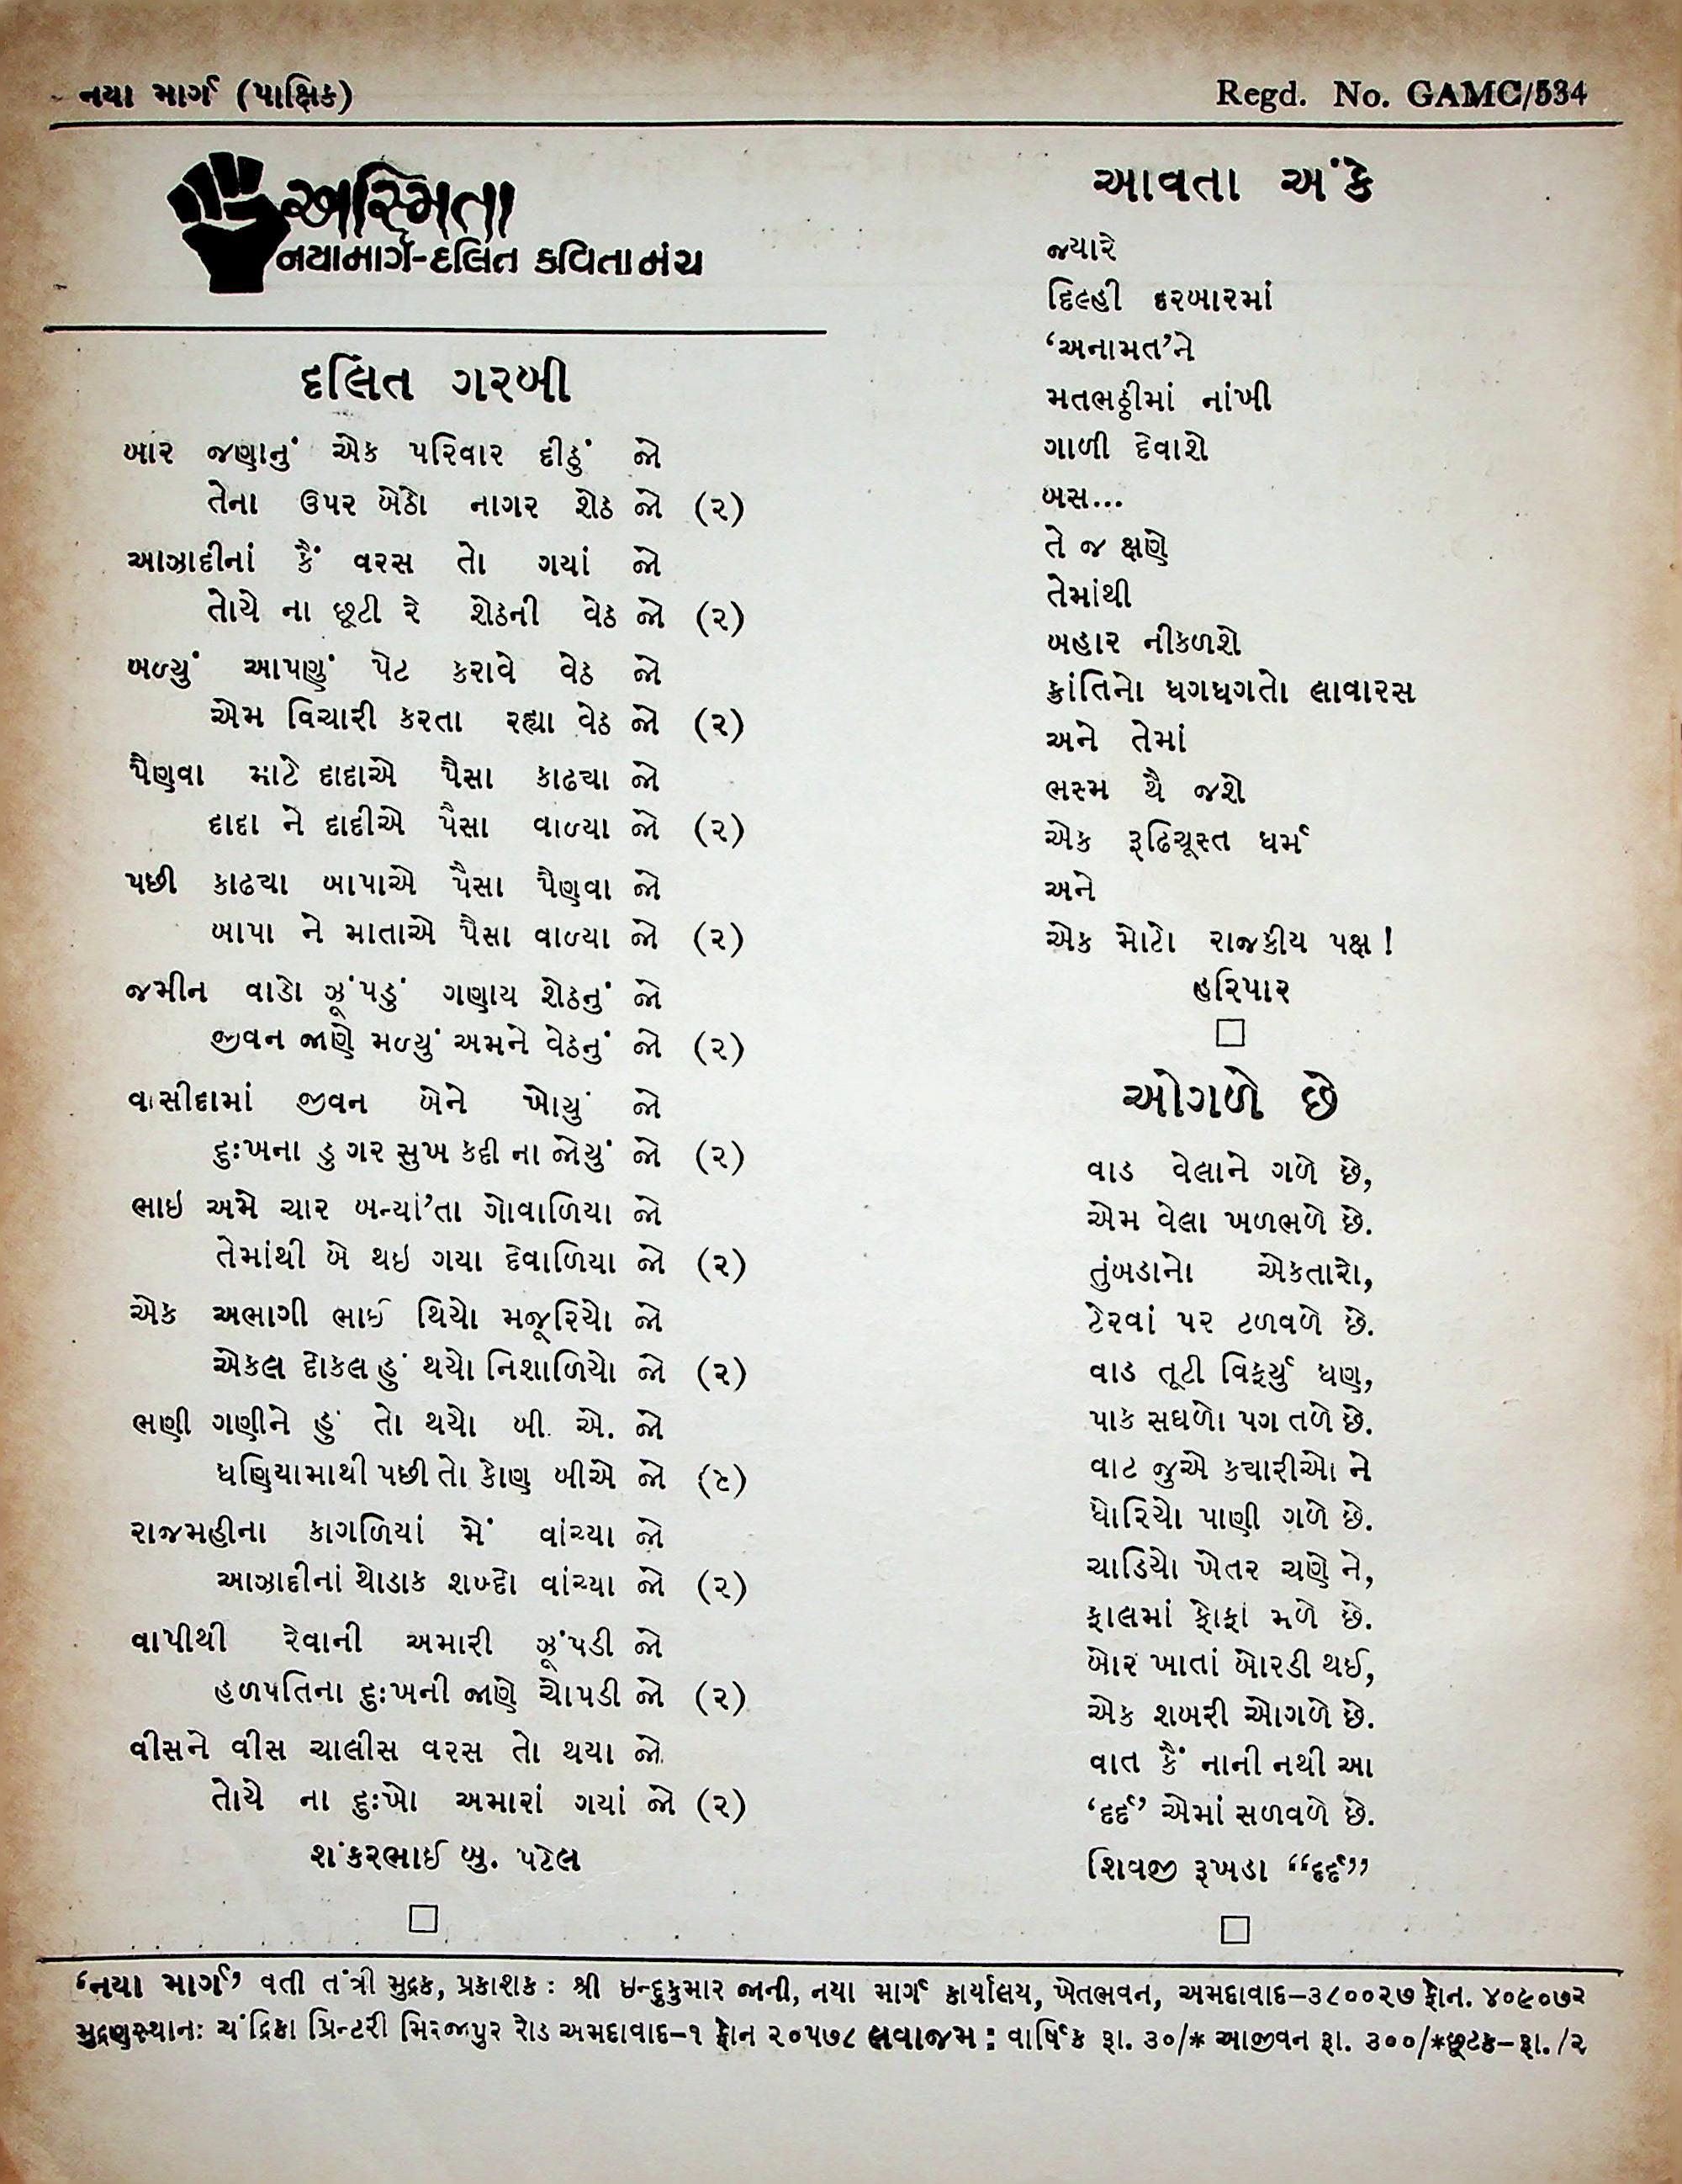 નયા માર્ગ (પાક્ષિક)
Regd. No. GAMC/534
અસ્મિતા
નયામાર્ગ-દલિત કવિતા મંચ
દલિત ગરબી
બાર જણાનું એક પરિવાર દીઠું જો
તેના ઉપર બેઠો નાગર શેઠ જો (૨)
આઝાદીનાં કૈં વરસ તો ગયાં જો
તોયે ના છૂટી રે શેઠની વેઠ જો (૨)
બળ્યું આપણું પેટ કરાવે વેઠ જો
એમ વિચારી કરતા રહ્યા વેઠ જો (૨)
પૈણવા માટે દાદાએ પૈસા કાઢ્યા જો
દાદા ને દાદીએ પૈસા વાળ્યા જો (૨)
પછી કાઢ્યા બાપાએ પૈસા પૈણવા જો
બાપા ને માતાએ પૈસા વાળ્યા જો (૨)
જમીન વાડો ઝૂંપડું ગણાય શેઠનું જો
જીવન જાણે મળ્યું અમને વેઠનું જો (૨)
વાસીદામાં જીવન બેને ખોયું જો
દુઃખના ડુગર સુખ કદી ના જોયું જો (૨)
ભાઇ અમે ચાર બન્યાં'તા ગોવાળિયા જો
તેમાંથી બે થઇ ગયા દેવાળિયા જો (૨)
એક અભાગી ભાઈ થિયો મજૂરિયો જો
એકલ દોકલ હું થયો નિશાળિયો જો (૨)
ભણી ગણીને હું તો થયો બી. એ. જો
ધણિયામાથી પછી તો કોણ બીએ જો (૨)
રાજમહીના કાગળિયાં મેં વાંચ્યા જો
આઝાદીનાં થોડાક શબ્દો વાંચ્યા જો (૨)
વાપીથી રેવાની અમારી ઝૂંપડી જો
હળપતિના દુઃખની જાણે ચોપડી જો (૨)
વીસને વીસ ચાલીસ વરસ તો થયા જો
તોયે ના દુઃખો અમારાં ગયાં જો (૨)
શંકરભાઈ બુ. પટેલ
આવતા અંકે
જ્યારે
દિલ્હી દરબારમાં
‘અનામત’ને
મતભઠ્ઠીમાં નાંખી
ગાળી દેવાશે
બસ...
તે જ ક્ષણે
તેમાંથી
બહાર નીકળશે
ક્રાંતિનો ધગધગતો લાવારસ
અને તેમાં
ભસ્મ થૈ જશે
એક રૂઢિચૂસ્ત ધર્મ
અને
એક મોટો રાજકીય પક્ષ !
હરિપાર
ઓગળે છે
વાડ વેલાને ગળે છે,
એમ વેલા ખળભળે છે.
તુંબડાનો એકતારો,
ટેરવાં પર ટળવળે છે.
વાડ તૂટી વિફર્યું ધણ,
પાક સઘળો પગ તળે છે.
વાટ જુએ ક્યારીઓ ને
ધોરિયો પાણી ગળે છે.
ચાડિયો ખેતર ચણે ને,
ફાલમાં ફોફાં મળે છે.
બોર ખાતાં બોરડી થઈ,
એક શબરી ઓગળે છે.
વાત કૈં નાની નથી આ
‘દર્દ’ એમાં સળવળે છે.
શિવજી રૂખડા “દર્દ”
‘નયા માર્ગ’ વતી તંત્રી મુદ્રક, પ્રકાશક : શ્રી ઇન્દુકુમાર જાની, નયા માર્ગ કાર્યાલય, ખેતભવન, અમદાવાદ–૩૮૦૦૨૭ ફોન. ૪૦૯૦૭૨
મુદ્રણસ્થાનઃ ચંદ્રિકા પ્રિન્ટરી મિરજાપુર રોડ અમદાવાદ–૧ ફોન ૨૦૫૭૮ લવાજમ : વાર્ષિક રૂા. ૩૦/* આજીવન રૂા. ૩૦૦/*છૂટક–રૂા. /૨